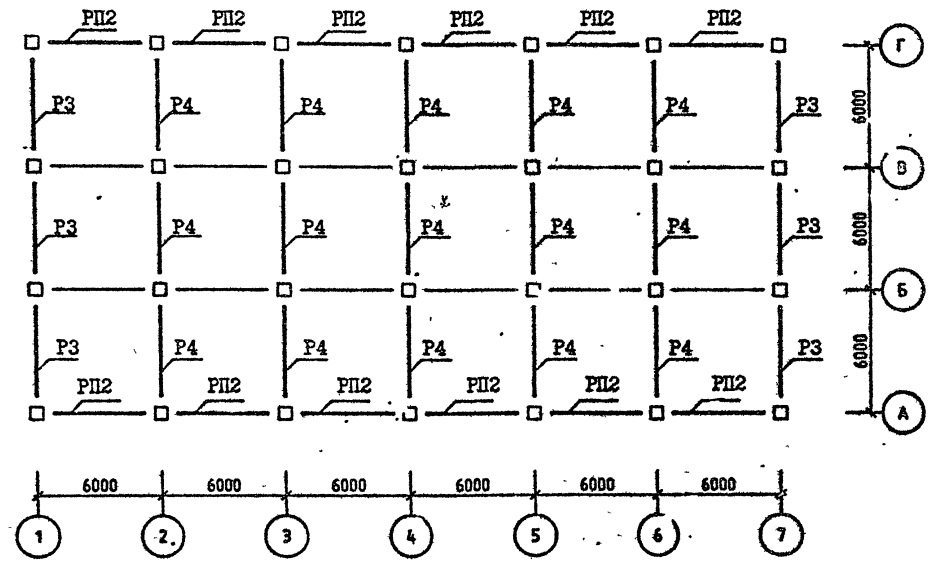 РП2 РП2 РП2 РП2 РП2 РП2
Г
Р3 Р4 Р4 Р4 Р4 Р4 Р3 6000
В
Р3 Р4 Р4 Р4 Р4 Р4 Р3 6000
Б
Р3 Р4 Р4 Р4 Р4 Р4 Р3 6000
РП2 РП2 РП2 РП2 РП2 РП2
А
6000 6000 6000 6000 6000 6000
1 2 3 4 5 6 7